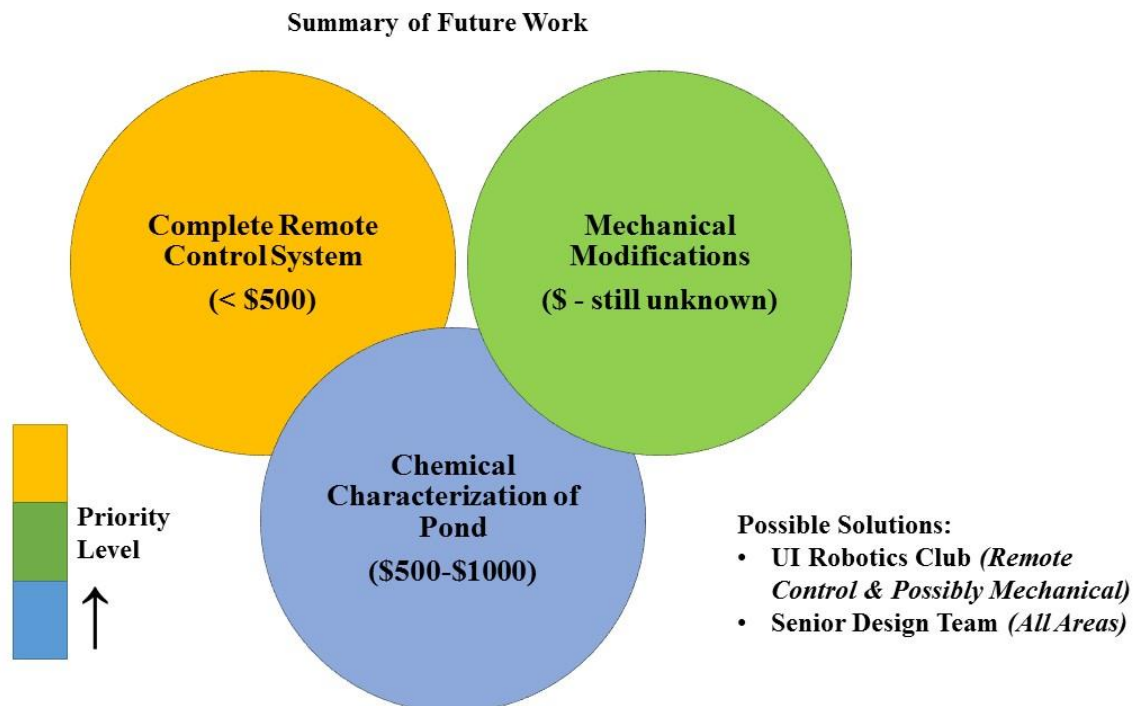 Summary of Future Work
Complete Remote
Control System
(< $500)
Mechanical
Modifications
($ - still unknown)
Chemical
Characterization of
Pond
($500-$1000)
Priority
Level
Possible Solutions:
• UI Robotics Club (Remote
Control & Possibly Mechanical)
• Senior Design Team (All Areas)